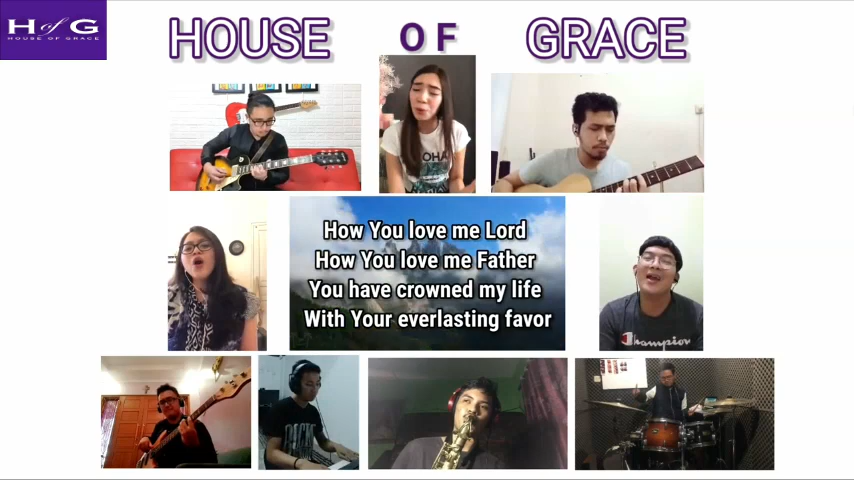 H of G
HOUSE OF GRACE
HOUSE OF GRACE
How You love me Lord
How You love me Father
You have crowned my life
With Your everlasting favor
Champion